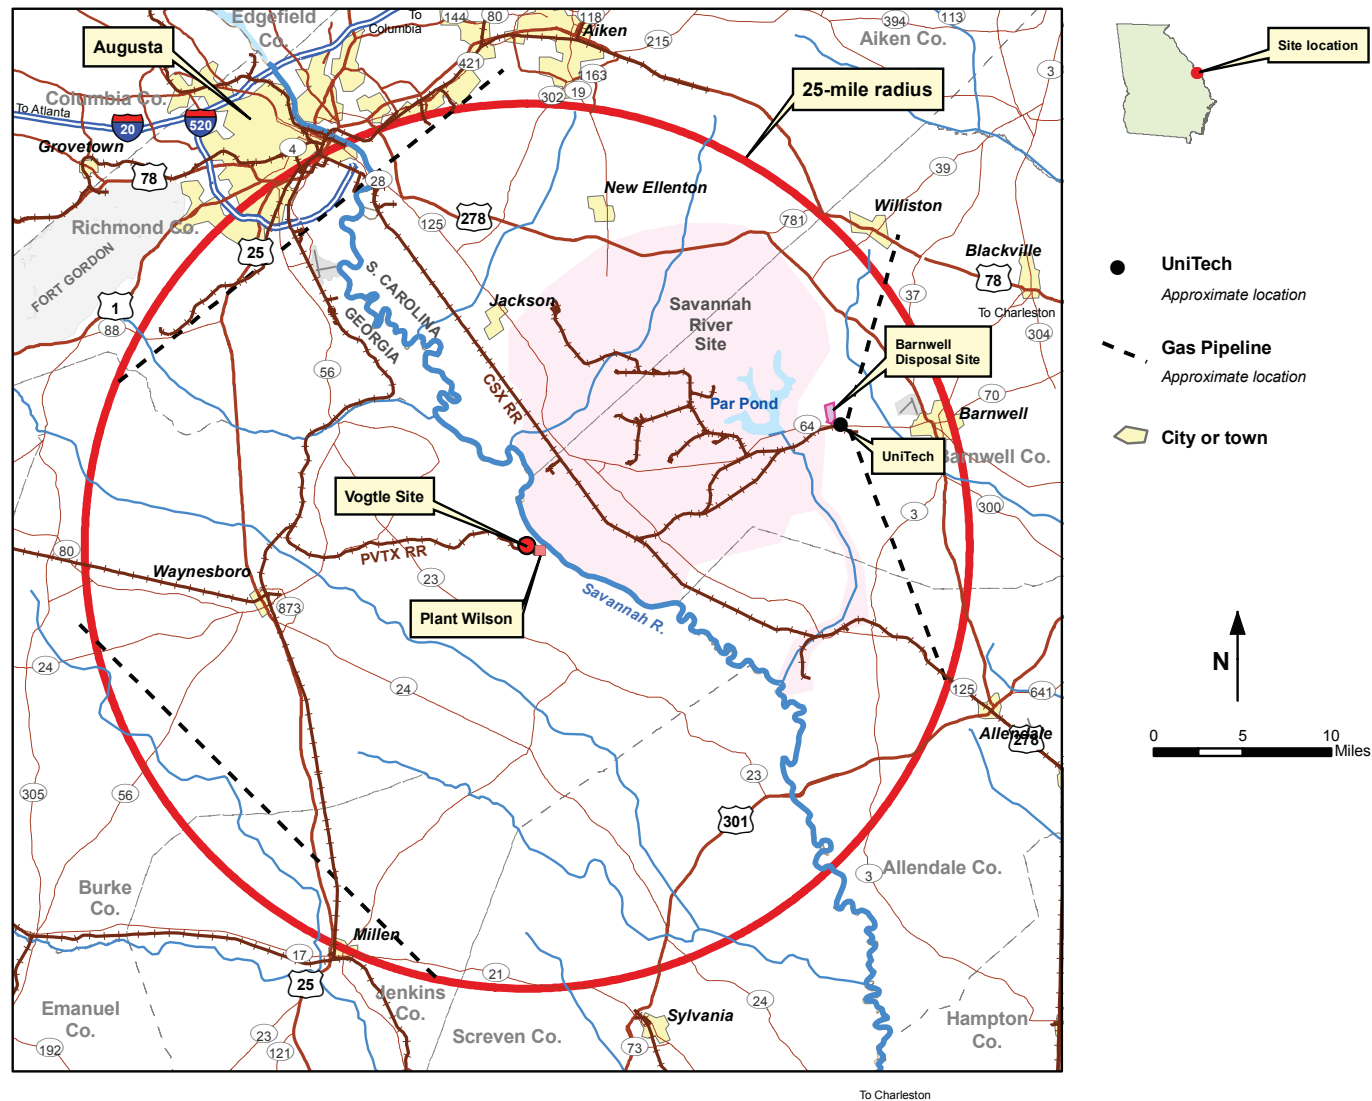 Edgefield
Co.
To
Columbia
144
80
118
Aiken
215
394
113
Aiken Co.
Augusta
421
1163
19
302
3
25-mile radius
Site location
Columbia Co.
To Atlanta
20
520
Grovetown
4
78
28
39
New Ellenton
Williston
Richmond Co.
125
278
781
FORT GORDON
25
Blackville
78
UniTech
Approximate location
S. CAROLINA
GEORGIA
Jackson
Savannah
River
Site
37
To Charleston
1
88
304
Barnwell
Disposal Site
Gas Pipeline
Approximate location
56
CSX RR
Par Pond
70
Barnwell
64
City or town
UniTech
Barnwell Co.
Vogtle Site
300
3
80
PVTX RR
Waynesboro
23
873
Plant Wilson
Savannah R.
24
24
125
641
N
Allendale
278
0
5
10
Miles
23
305
56
301
3
Allendale Co.
Burke
Co.
Millen
17
21
25
Jenkins
Co.
Emanuel
Co.
24
Sylvania
Hampton
Co.
Screven Co.
23
121
192
73
To Charleston